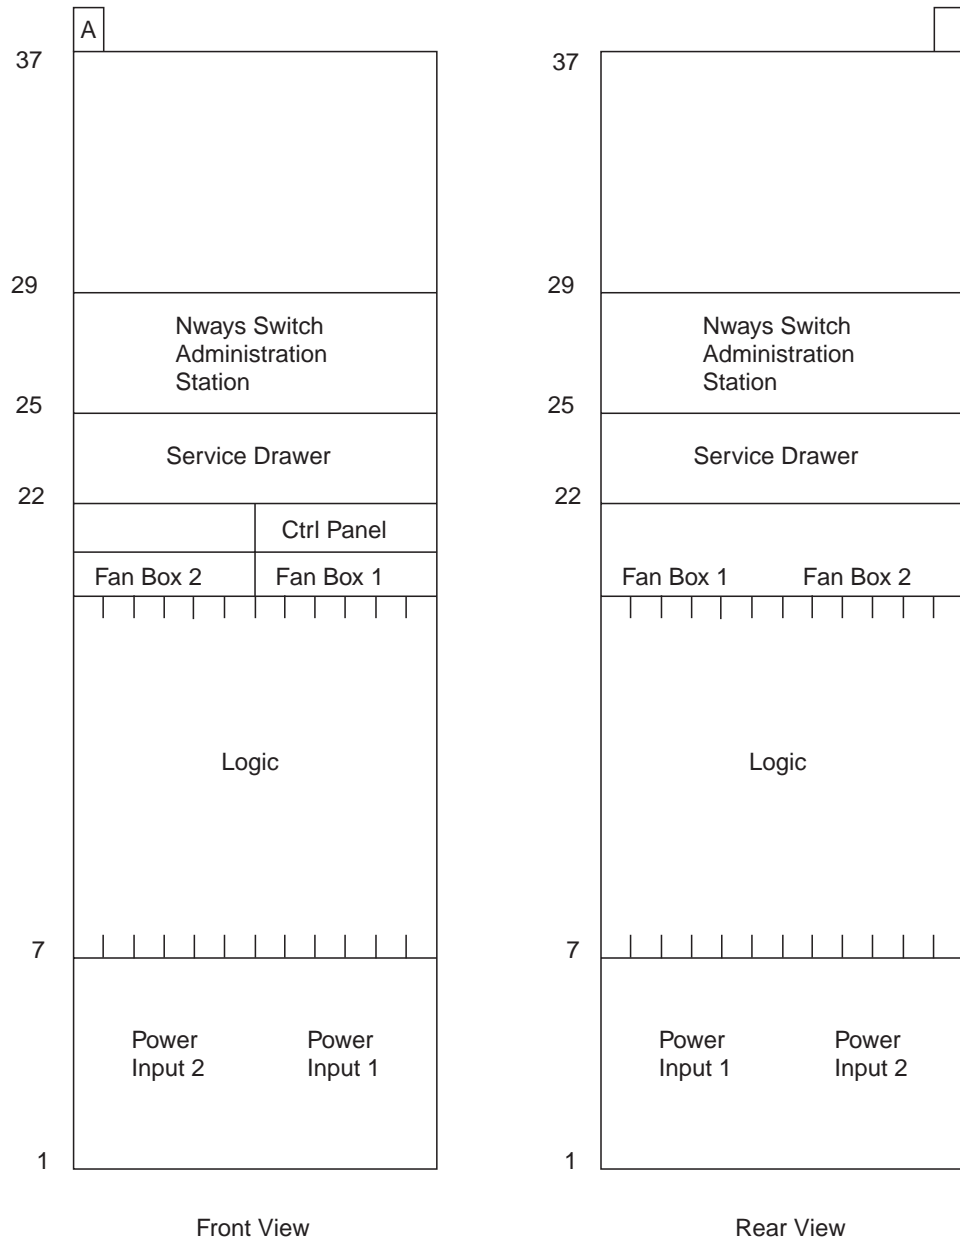 A
37
29
Nways Switch
Administration
Station
25
Service Drawer
22
Ctrl Panel
Fan Box 2 Fan Box 1
Logic
7
Power Power
Input 2 Input 1
1
Front View
37
29
Nways Switch
Administration
Station
25
Service Drawer
22
Fan Box 1 Fan Box 2
Logic
7
Power Power
Input 1 Input 2
1
Rear View